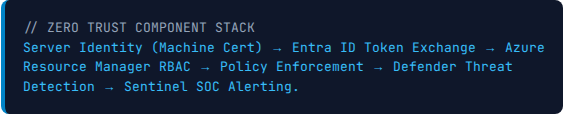 // ZERO TRUST COMPONENT STACK
Server Identity (Machine Cert) → Entra ID Token Exchange → Azure
Resource Manager RBAC → Policy Enforcement → Defender Threat
Detection → Sentinel SOC Alerting.